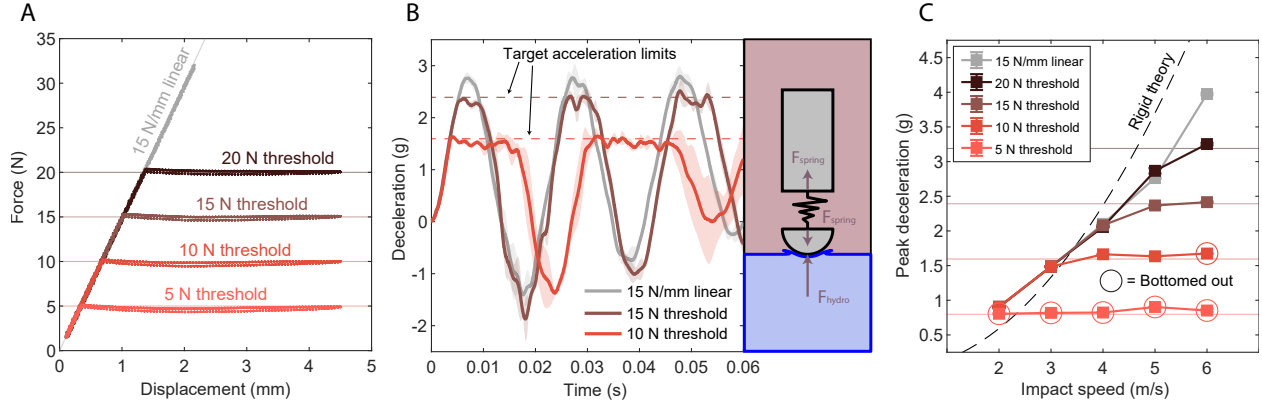 A
Force (N)
35
30
25
20
15
10
5
0
15 N/mm linear
20 N threshold
15 N threshold
10 N threshold
5 N threshold
0
1
2
3
4
5
Displacement (mm)
B
Deceleration (g)
3
2
1
0
-1
-2
Target acceleration limits
15 N/mm linear
15 N threshold
10 N threshold
0
0.01
0.02
0.03
0.04
0.05
0.06
Time (s)
Fspring
Fspring
Fhydro
C
Peak deceleration (g)
4.5
4
3.5
3
2.5
2
1.5
1
0.5
15 N/mm linear
20 N threshold
15 N threshold
10 N threshold
5 N threshold
Rigid theory
= Bottomed out
2
3
4
5
6
Impact speed (m/s)